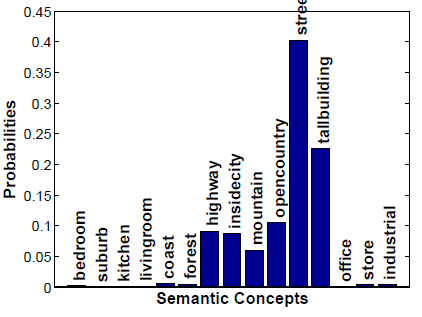 0.45
0.4
0.35
0.3
0.25
0.2
0.15
0.1
0.05
0
Probabilities
bedroom
suburb
kitchen
livingroom
coast
forest
highway
insidecity
mountain
opencountry
stree
tallbuilding
office
store
industrial
Semantic Concepts